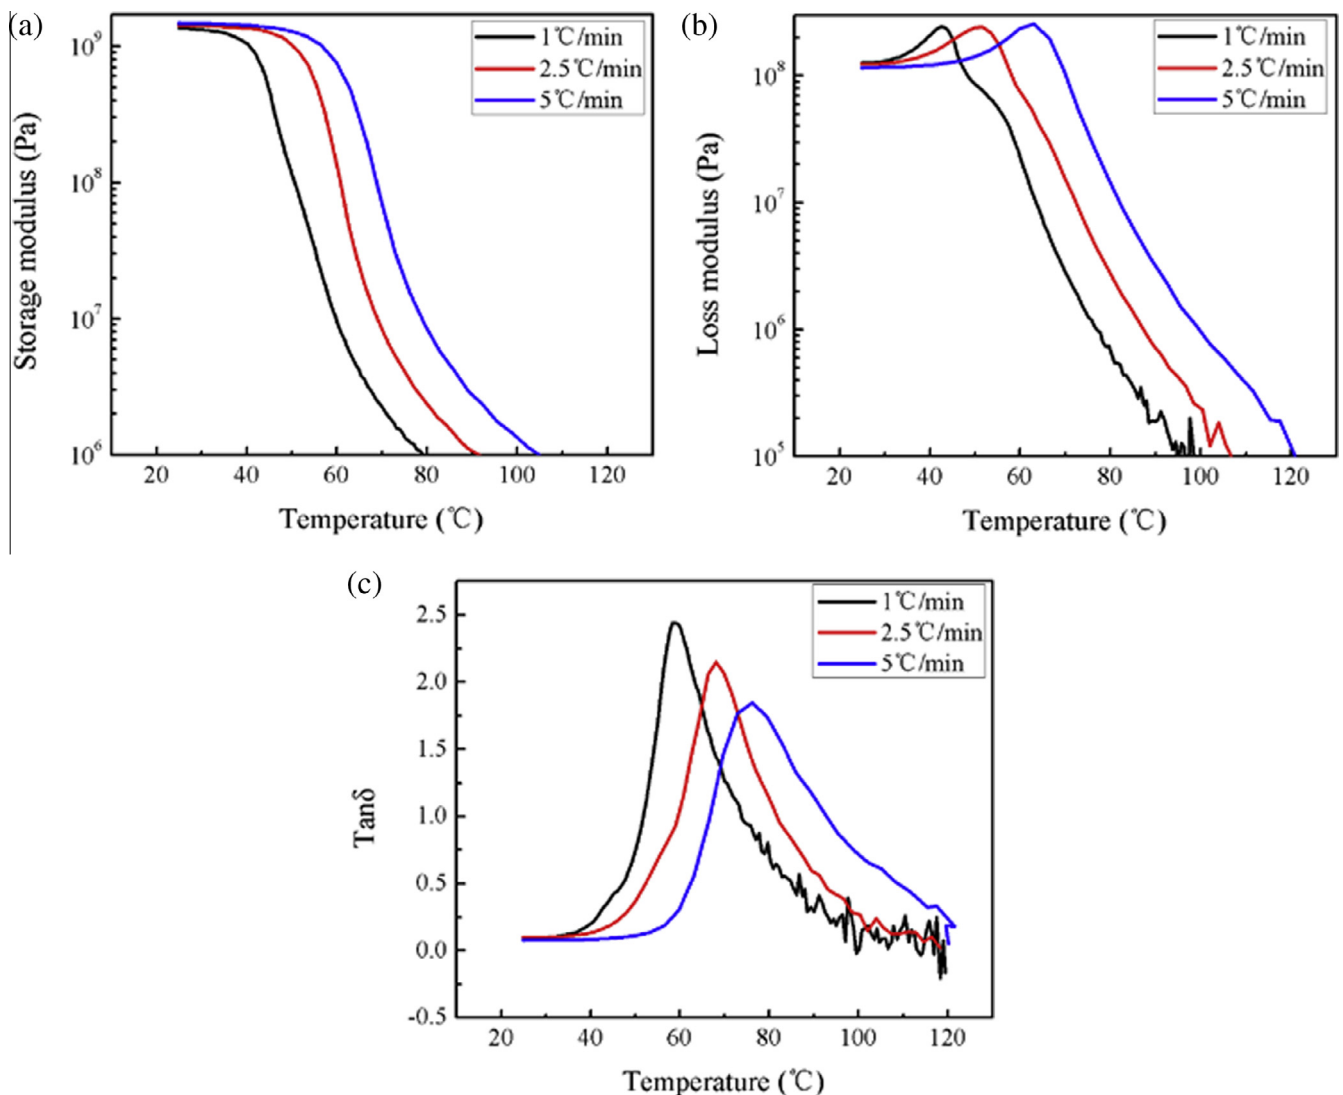 (a)
1℃/min
2.5℃/min
5℃/min
Storage modulus (Pa)
10⁹
10⁸
10⁷
10⁶
20 40 60 80 100 120
Temperature (℃)
(b)
1℃/min
2.5℃/min
5℃/min
Loss modulus (Pa)
10⁸
10⁷
10⁶
10⁵
20 40 60 80 100 120
Temperature (℃)
(c)
1℃/min
2.5℃/min
5℃/min
Tanδ
2.5
2.0
1.5
1.0
0.5
0.0
-0.5
20 40 60 80 100 120
Temperature (℃)